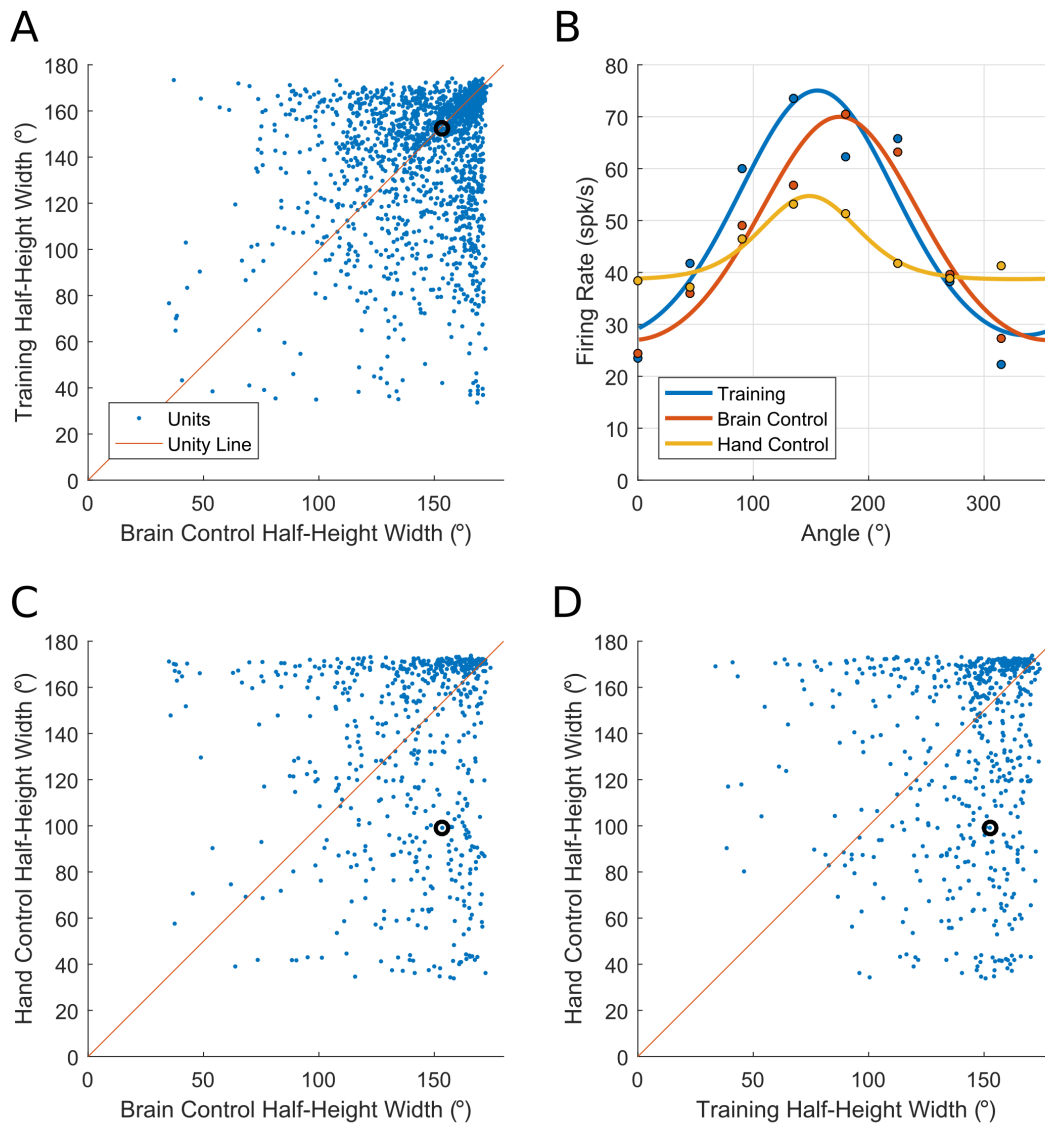 A
180
160
140
120
100
80
60
40
20
0
Training Half-Height Width (°)
Units
Unity Line
0 50 100 150
Brain Control Half-Height Width (°)
B
80
70
60
50
40
30
20
10
0
Firing Rate (spk/s)
Training
Brain Control
Hand Control
0 100 200 300
Angle (°)
C
180
160
140
120
100
80
60
40
20
0
Hand Control Half-Height Width (°)
0 50 100 150
Brain Control Half-Height Width (°)
D
180
160
140
120
100
80
60
40
20
0
Hand Control Half-Height Width (°)
0 50 100 150
Training Half-Height Width (°)